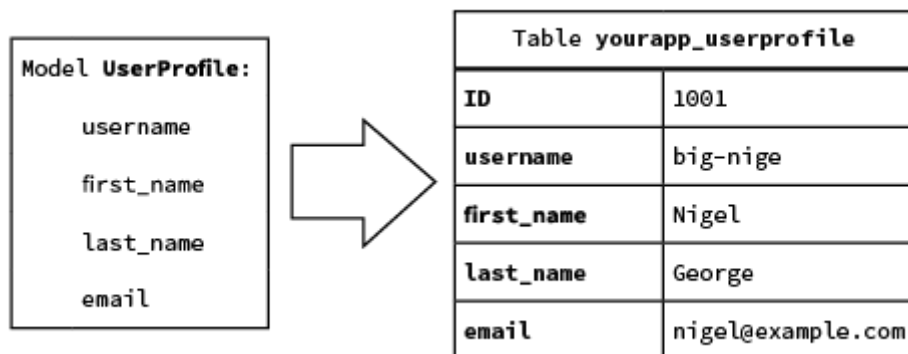 Model UserProfile:
username
first_name
last_name
email
Table yourapp_userprofile
ID 1001
username big-nige
first_name Nigel
last_name George
email nigel@example.com